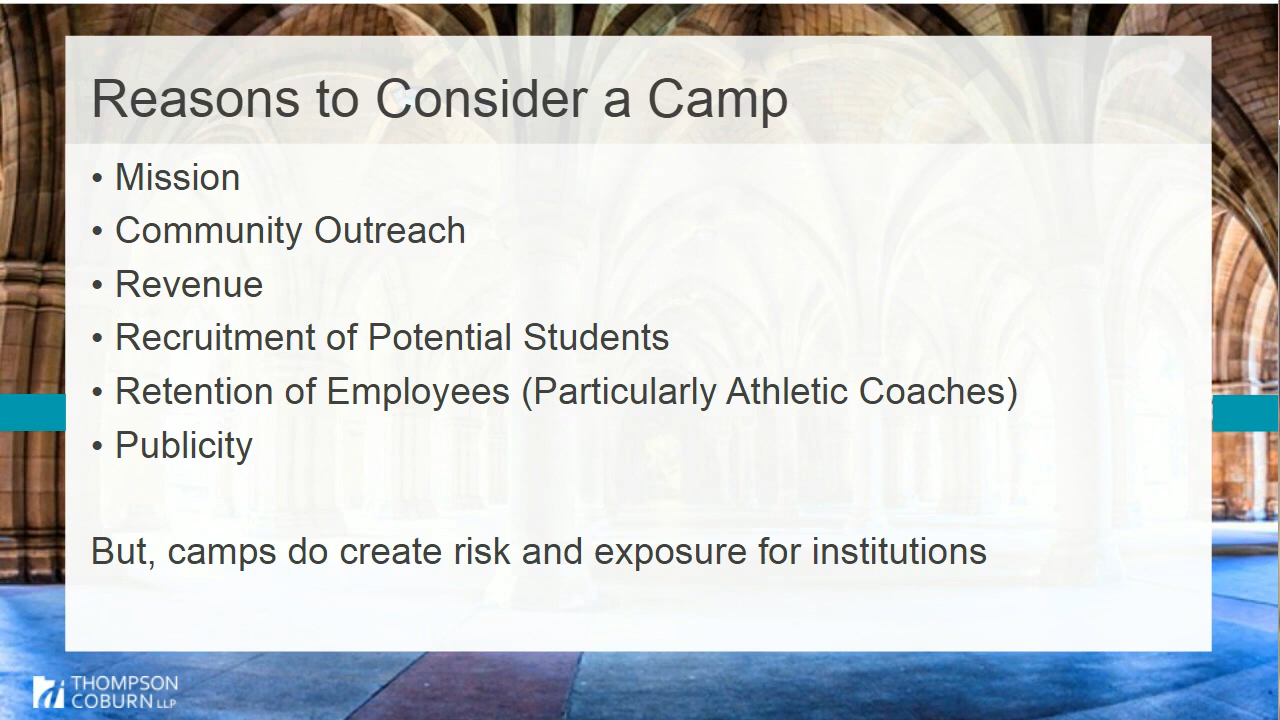 Reasons to Consider a Camp
• Mission
• Community Outreach
• Revenue
• Recruitment of Potential Students
• Retention of Employees (Particularly Athletic Coaches)
• Publicity
But, camps do create risk and exposure for institutions
THOMPSON
COBURN LLP